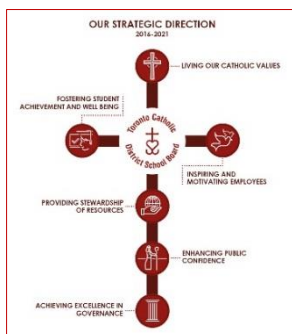 OUR STRATEGIC DIRECTION
2016-2021
LIVING OUR CATHOLIC VALUES
FOSTERING STUDENT
ACHIEVEMENT AND WELL BEING
Toronto Catholic
District School Board
INSPIRING AND
MOTIVATING EMPLOYEES
PROVIDING STEWARDSHIP
OF RESOURCES
ENHANCING PUBLIC
CONFIDENCE
ACHIEVING EXCELLENCE IN
GOVERNANCE